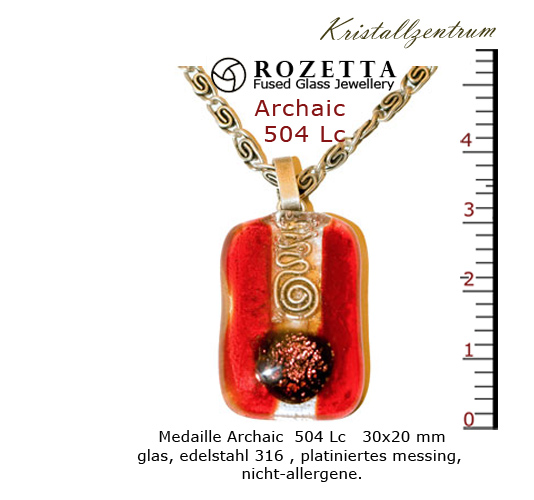 Kristallzentrum
ROZETTA
Fused Glass Jewellery
Archaic
504 Lc
4
3
2
1
0
Medaille Archaic 504 Lc 30x20 mm
glas, edelstahl 316 , platiniertes messing,
nicht-allergene.